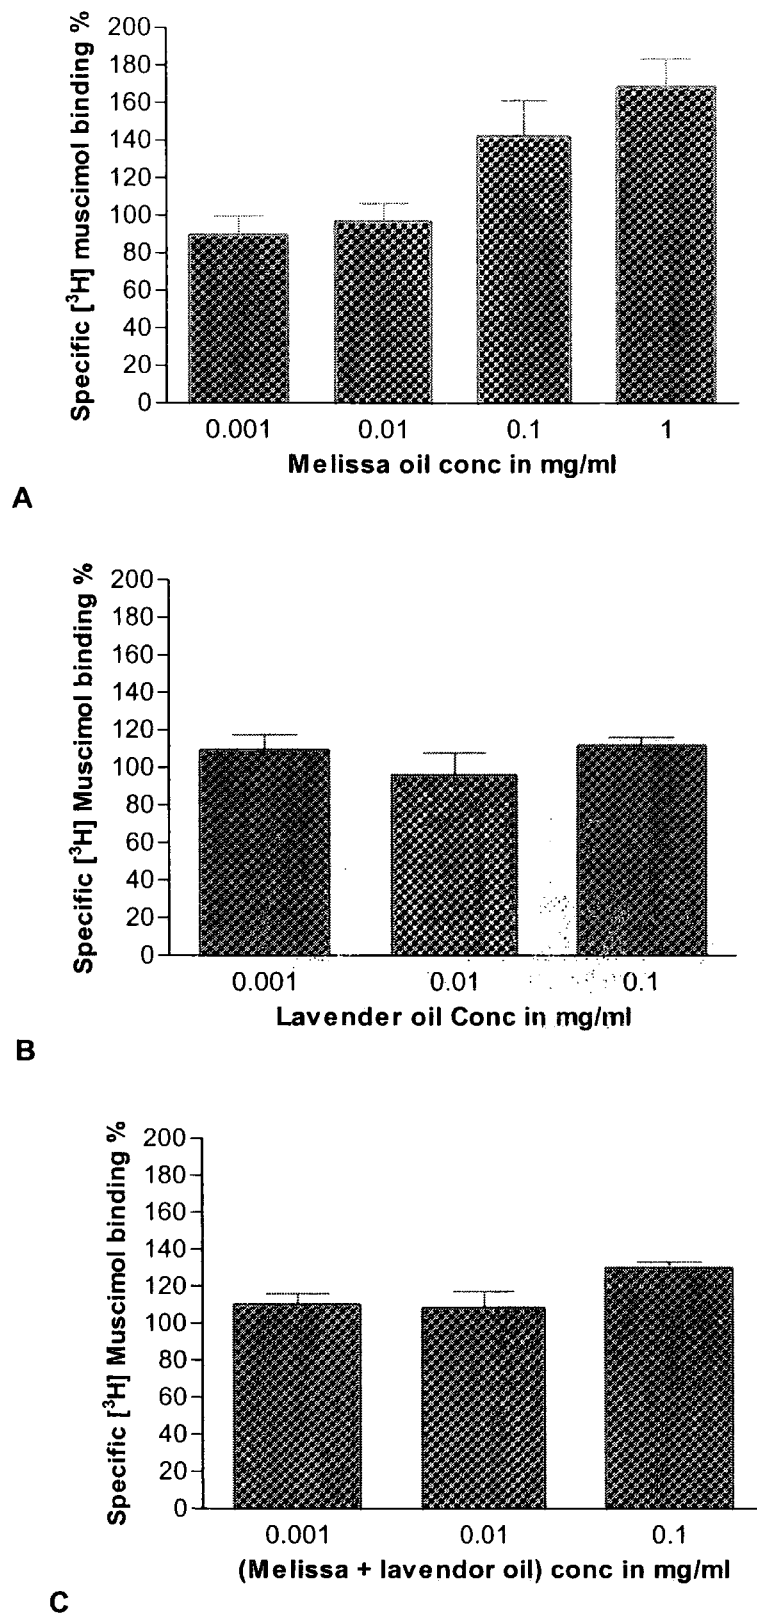 Specific [³H] muscimol binding %
200
180
160
140
120
100
80
60
40
20
0
0.001 0.01 0.1 1
Melissa oil conc in mg/ml
A
Specific [³H] Muscimol binding %
200
180
160
140
120
100
80
60
40
20
0
0.001 0.01 0.1
Lavender oil Conc in mg/ml
B
Specific [³H] Muscimol binding %
200
180
160
140
120
100
80
60
40
20
0
0.001 0.01 0.1
(Melissa + lavendor oil) conc in mg/ml
C